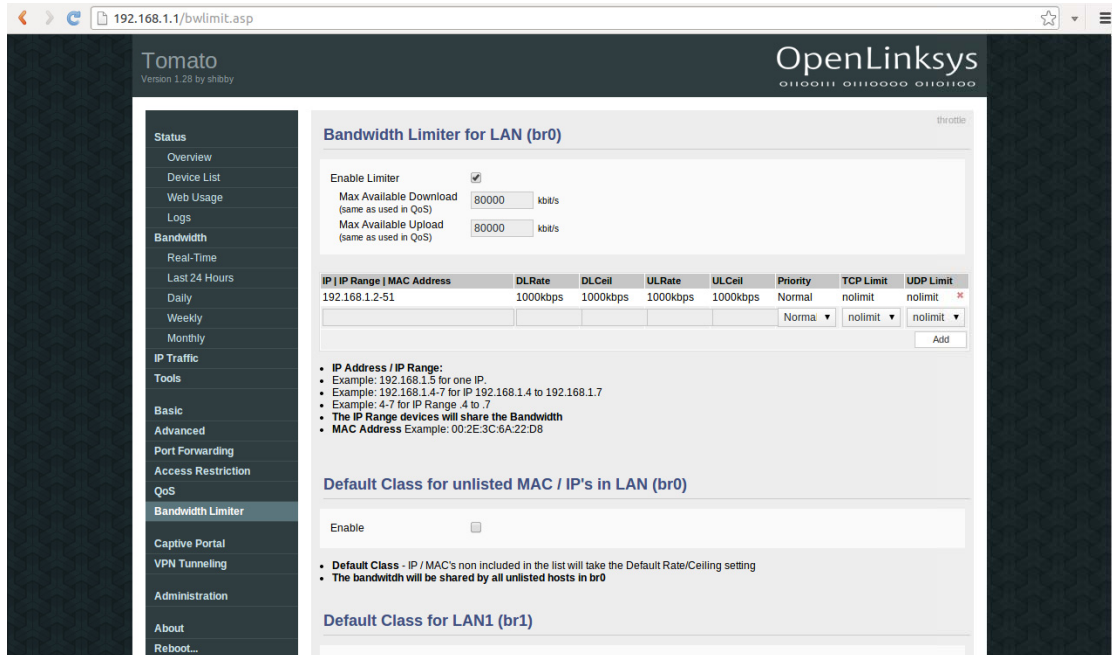 192.168.1.1/bwlimit.asp
Tomato
Version 1.28 by shibby
OpenLinksys
01100111 01110000 01101100
Status
Overview
Device List
Web Usage
Logs
Bandwidth
Real-Time
Last 24 Hours
Daily
Weekly
Monthly
IP Traffic
Tools
Basic
Advanced
Port Forwarding
Access Restriction
QoS
Bandwidth Limiter
Captive Portal
VPN Tunneling
Administration
About
Reboot...
throttle
Bandwidth Limiter for LAN (br0)
Enable Limiter
Max Available Download 80000 kbit/s
(same as used in QoS)
Max Available Upload 80000 kbit/s
(same as used in QoS)
IP | IP Range | MAC Address DLRate DLCeil ULRate ULCeil Priority TCP Limit UDP Limit
192.168.1.2-51 1000kbps 1000kbps 1000kbps 1000kbps Normal nolimit nolimit
Normal nolimit nolimit
Add
IP Address / IP Range:
Example: 192.168.1.5 for one IP.
Example: 192.168.1.4-7 for IP 192.168.1.4 to 192.168.1.7
Example: 4-7 for IP Range .4 to .7
The IP Range devices will share the Bandwidth
MAC Address Example: 00:2E:3C:6A:22:D8
Default Class for unlisted MAC / IP's in LAN (br0)
Enable
Default Class - IP / MAC's non included in the list will take the Default Rate/Ceiling setting
The bandwitdh will be shared by all unlisted hosts in br0
Default Class for LAN1 (br1)